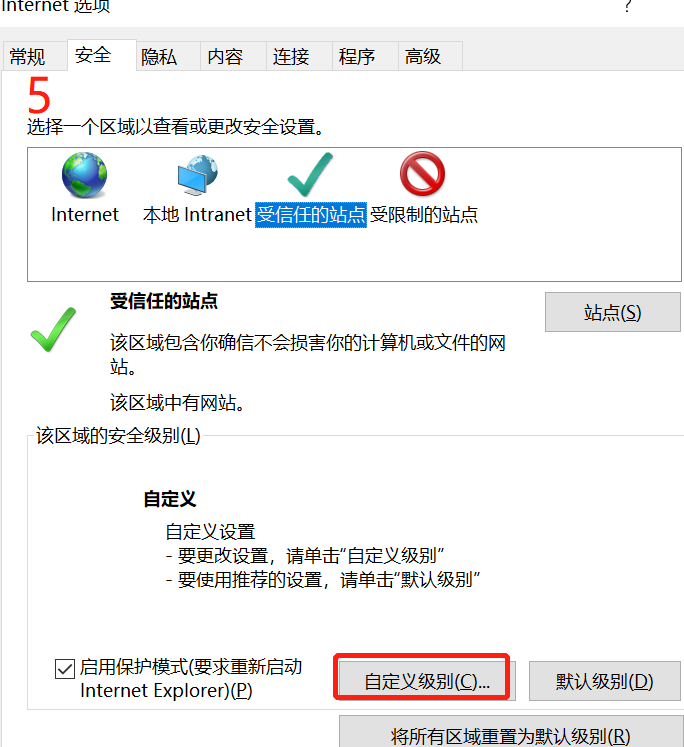 Internet 选项
?
常规 安全 隐私 内容 连接 程序 高级
5
选择一个区域以查看或更改安全设置。
Internet 本地 Intranet 受信任的站点 受限制的站点
受信任的站点
站点(S)
该区域包含你确信不会损害你的计算机或文件的网
站。
该区域中有网站。
该区域的安全级别(L)
自定义
自定义设置
- 要更改设置，请单击“自定义级别”
- 要使用推荐的设置，请单击“默认级别”
启用保护模式(要求重新启动
Internet Explorer)(P)
自定义级别(C)... 默认级别(D)
将所有区域重置为默认级别(R)